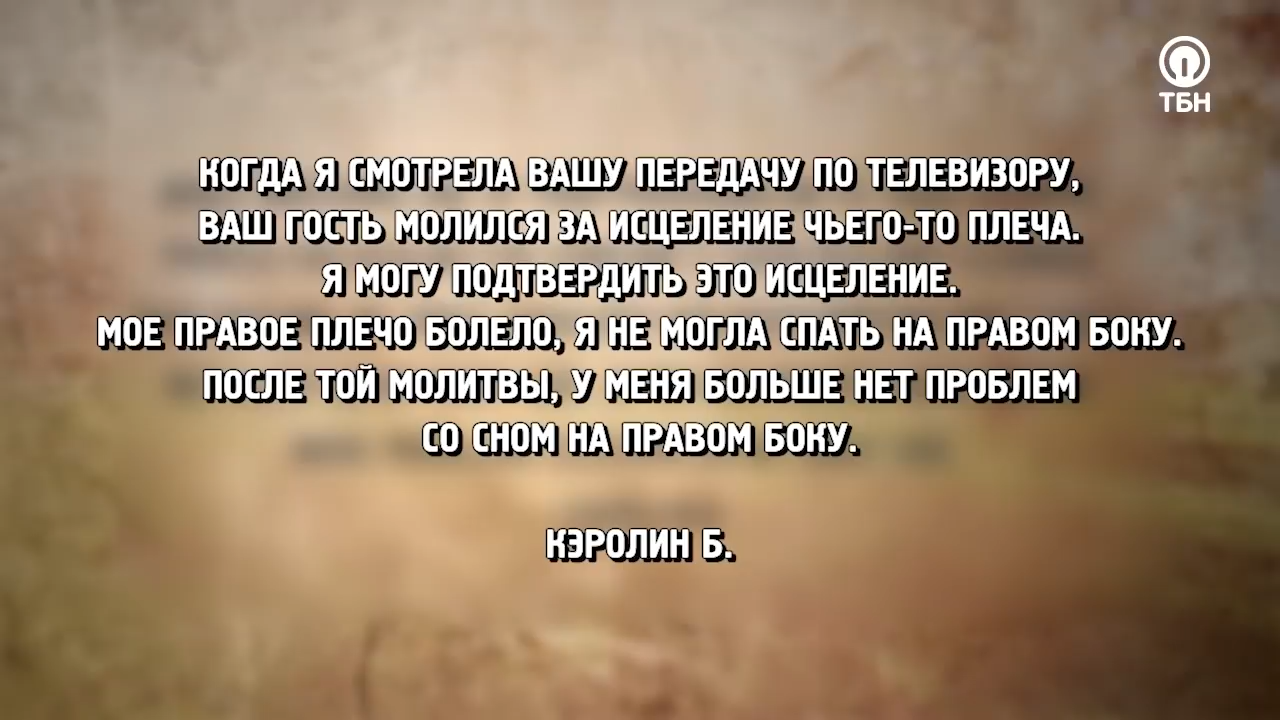 ТБН
КОГДА Я СМОТРЕЛА ВАШУ ПЕРЕДАЧУ ПО ТЕЛЕВИЗОРУ,
ВАШ ГОСТЬ МОЛИЛСЯ ЗА ИСЦЕЛЕНИЕ ЧЬЕГО-ТО ПЛЕЧА.
Я МОГУ ПОДТВЕРДИТЬ ЭТО ИСЦЕЛЕНИЕ.
МОЕ ПРАВОЕ ПЛЕЧО БОЛЕЛО, Я НЕ МОГЛА СПАТЬ НА ПРАВОМ БОКУ.
ПОСЛЕ ТОЙ МОЛИТВЫ, У МЕНЯ БОЛЬШЕ НЕТ ПРОБЛЕМ
СО СНОМ НА ПРАВОМ БОКУ.
КЭРОЛИН Б.